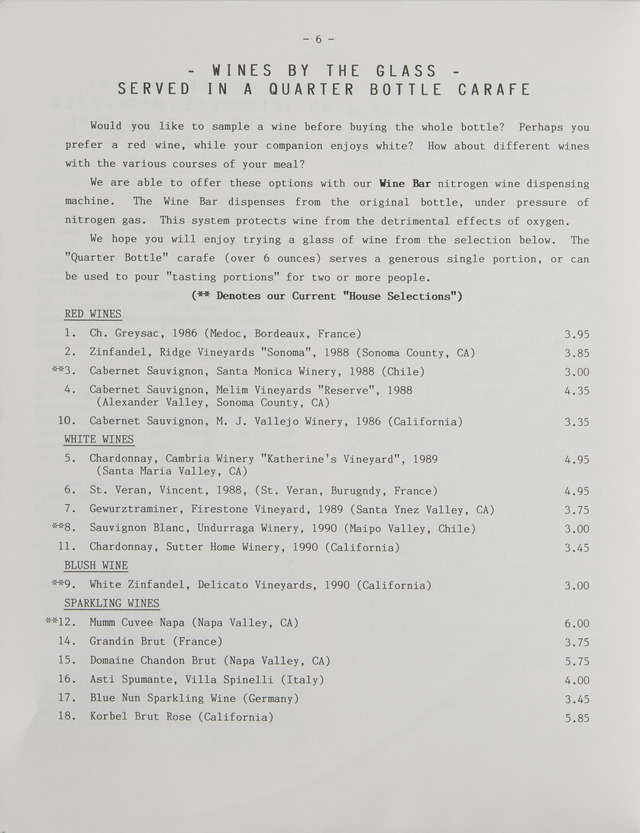 - 6 -
- WINES BY THE GLASS -
SERVED IN A QUARTER BOTTLE CARAFE
Would you like to sample a wine before buying the whole bottle? Perhaps you
prefer a red wine, while your companion enjoys white? How about different wines
with the various courses of your meal?
We are able to offer these options with our Wine Bar nitrogen wine dispensing
machine. The Wine Bar dispenses from the original bottle, under pressure of
nitrogen gas. This system protects wine from the detrimental effects of oxygen.
We hope you will enjoy trying a glass of wine from the selection below. The
"Quarter Bottle" carafe (over 6 ounces) serves a generous single portion, or can
be used to pour "tasting portions" for two or more people.
(** Denotes our Current "House Selections")
RED WINES
1. Ch. Greysac, 1986 (Medoc, Bordeaux, France) 3.95
2. Zinfandel, Ridge Vineyards "Sonoma", 1988 (Sonoma County, CA) 3.85
**3. Cabernet Sauvignon, Santa Monica Winery, 1988 (Chile) 3.00
4. Cabernet Sauvignon, Melim Vineyards "Reserve", 1988 4.35
(Alexander Valley, Sonoma County, CA)
10. Cabernet Sauvignon, M. J. Vallejo Winery, 1986 (California) 3.35
WHITE WINES
5. Chardonnay, Cambria Winery "Katherine's Vineyard", 1989 4.95
(Santa Maria Valley, CA)
6. St. Veran, Vincent, 1988, (St. Veran, Burugndy, France) 4.95
7. Gewurztraminer, Firestone Vineyard, 1989 (Santa Ynez Valley, CA) 3.75
**8. Sauvignon Blanc, Undurraga Winery, 1990 (Maipo Valley, Chile) 3.00
11. Chardonnay, Sutter Home Winery, 1990 (California) 3.45
BLUSH WINE
**9. White Zinfandel, Delicato Vineyards, 1990 (California) 3.00
SPARKLING WINES
**12. Mumm Cuvee Napa (Napa Valley, CA) 6.00
14. Grandin Brut (France) 3.75
15. Domaine Chandon Brut (Napa Valley, CA) 5.75
16. Asti Spumante, Villa Spinelli (Italy) 4.00
17. Blue Nun Sparkling Wine (Germany) 3.45
18. Korbel Brut Rose (California) 5.85